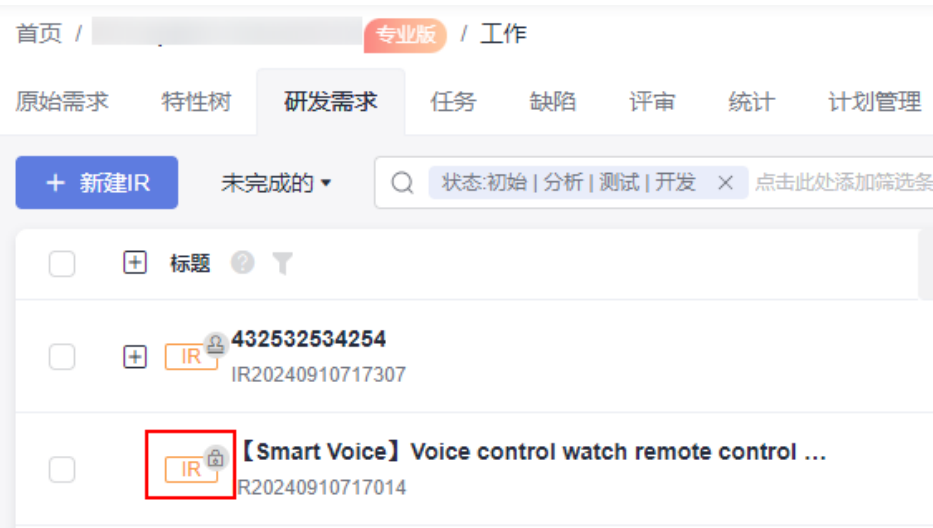 首页 / 专业版 / 工作
原始需求 特性树 研发需求 任务 缺陷 评审 统计 计划管理
+ 新建IR 未完成的 状态:初始 | 分析 | 测试 | 开发 × 点击此处添加筛选条
标题
IR 432532534254
IR20240910717307
IR 【Smart Voice】Voice control watch remote control ...
R20240910717014